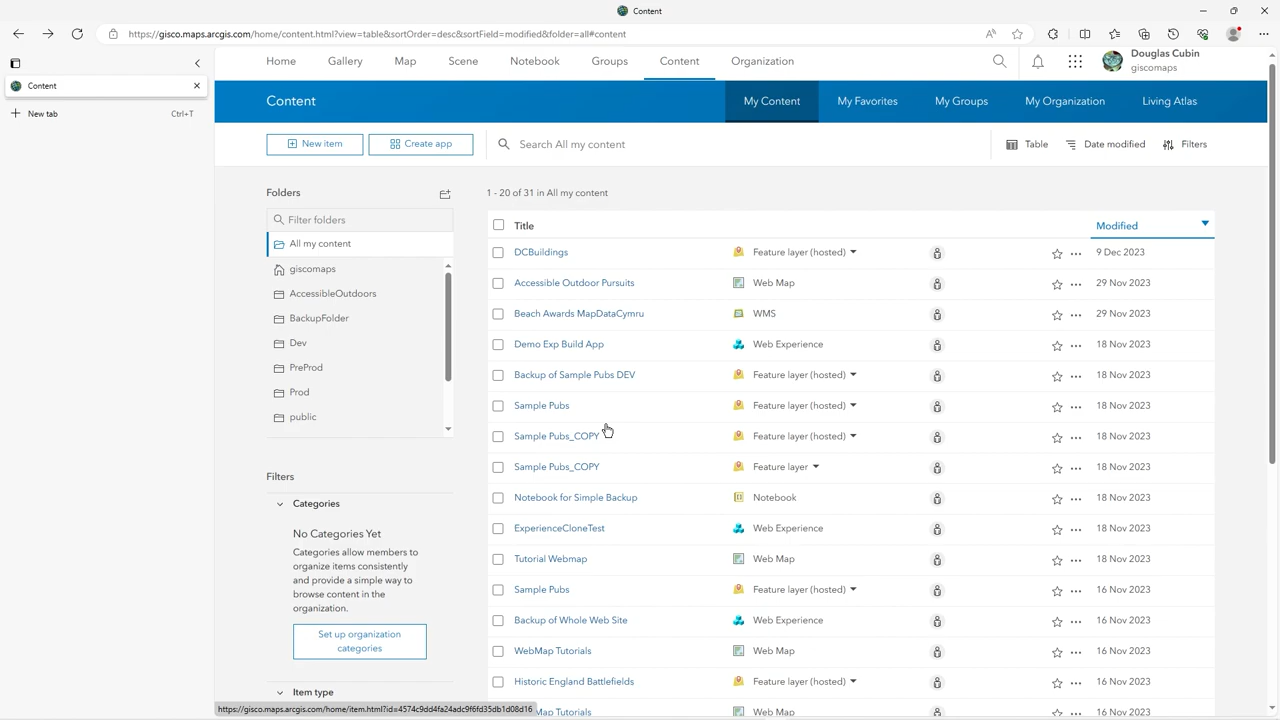 Content
https://gisco.maps.arcgis.com/home/content.html?view=table&sortOrder=desc&sortField=modified&folder=all#content
Content
New tab Ctrl+T
Home Gallery Map Scene Notebook Groups Content Organization
Douglas Cubin
giscomaps
Content My Content My Favorites My Groups My Organization Living Atlas
New item Create app Search All my content Table Date modified Filters
Folders
Filter folders
All my content
giscomaps
AccessibleOutdoors
BackupFolder
Dev
PreProd
Prod
public
Filters
Categories
No Categories Yet
Categories allow members to
organize items consistently
and provide a simple way to
browse content in the
organization.
Set up organization
categories
Item type
1 - 20 of 31 in All my content
Title Modified
DCBuildings Feature layer (hosted) 9 Dec 2023
Accessible Outdoor Pursuits Web Map 29 Nov 2023
Beach Awards MapDataCymru WMS 29 Nov 2023
Demo Exp Build App Web Experience 18 Nov 2023
Backup of Sample Pubs DEV Feature layer (hosted) 18 Nov 2023
Sample Pubs Feature layer (hosted) 18 Nov 2023
Sample Pubs_COPY Feature layer (hosted) 18 Nov 2023
Sample Pubs_COPY Feature layer 18 Nov 2023
Notebook for Simple Backup Notebook 18 Nov 2023
ExperienceCloneTest Web Experience 18 Nov 2023
Tutorial Webmap Web Map 18 Nov 2023
Sample Pubs Feature layer (hosted) 16 Nov 2023
Backup of Whole Web Site Web Experience 16 Nov 2023
WebMap Tutorials Web Map 16 Nov 2023
Historic England Battlefields Feature layer (hosted) 16 Nov 2023
Map Tutorials Web Map 16 Nov 2023
https://gisco.maps.arcgis.com/home/item.html?id=4574c9dd4fa24adc9f6fd35db1d08d16